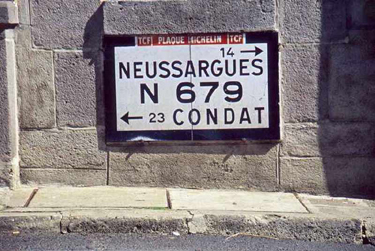 TCF PLAQUE MICHELIN TCF
14 →
NEUSSARGUES
N 679
← 23 CONDAT